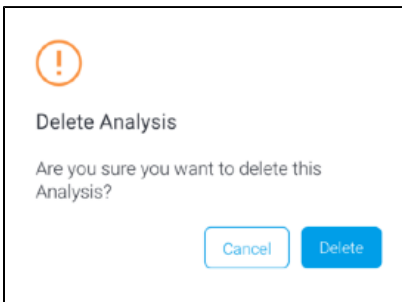 !
Delete Analysis
Are you sure you want to delete this
Analysis?
Cancel Delete